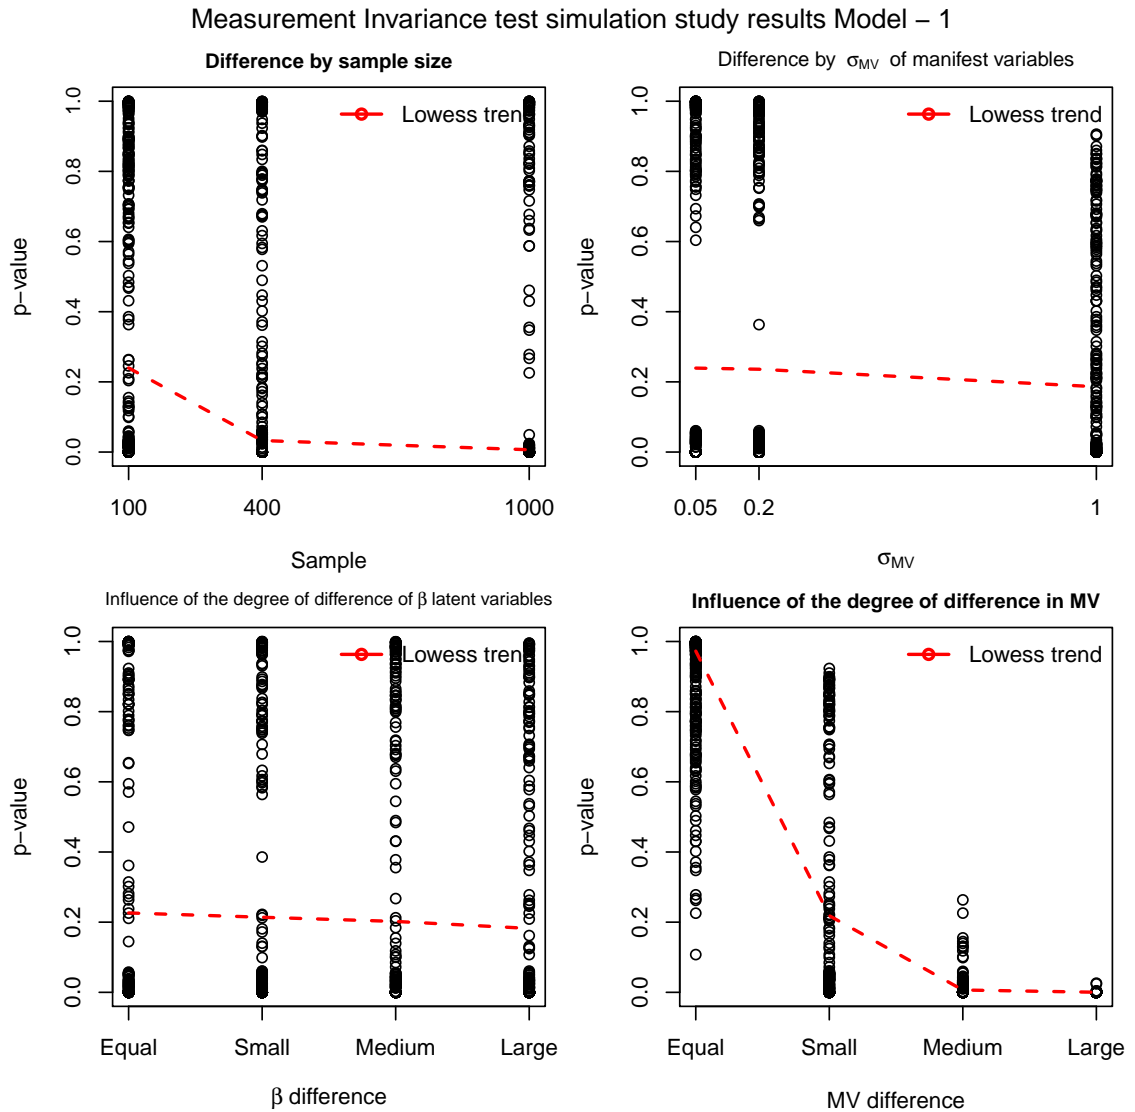 Measurement Invariance test simulation study results Model − 1
Difference by sample size
Lowess trend
p−value
0.0 0.2 0.4 0.6 0.8 1.0
100 400 1000
Sample
Difference by σMV of manifest variables
Lowess trend
p−value
0.0 0.2 0.4 0.6 0.8 1.0
0.05 0.2 1
σMV
Influence of the degree of difference of β latent variables
Lowess trend
p−value
0.0 0.2 0.4 0.6 0.8 1.0
Equal Small Medium Large
β difference
Influence of the degree of difference in MV
Lowess trend
p−value
0.0 0.2 0.4 0.6 0.8 1.0
Equal Small Medium Large
MV difference